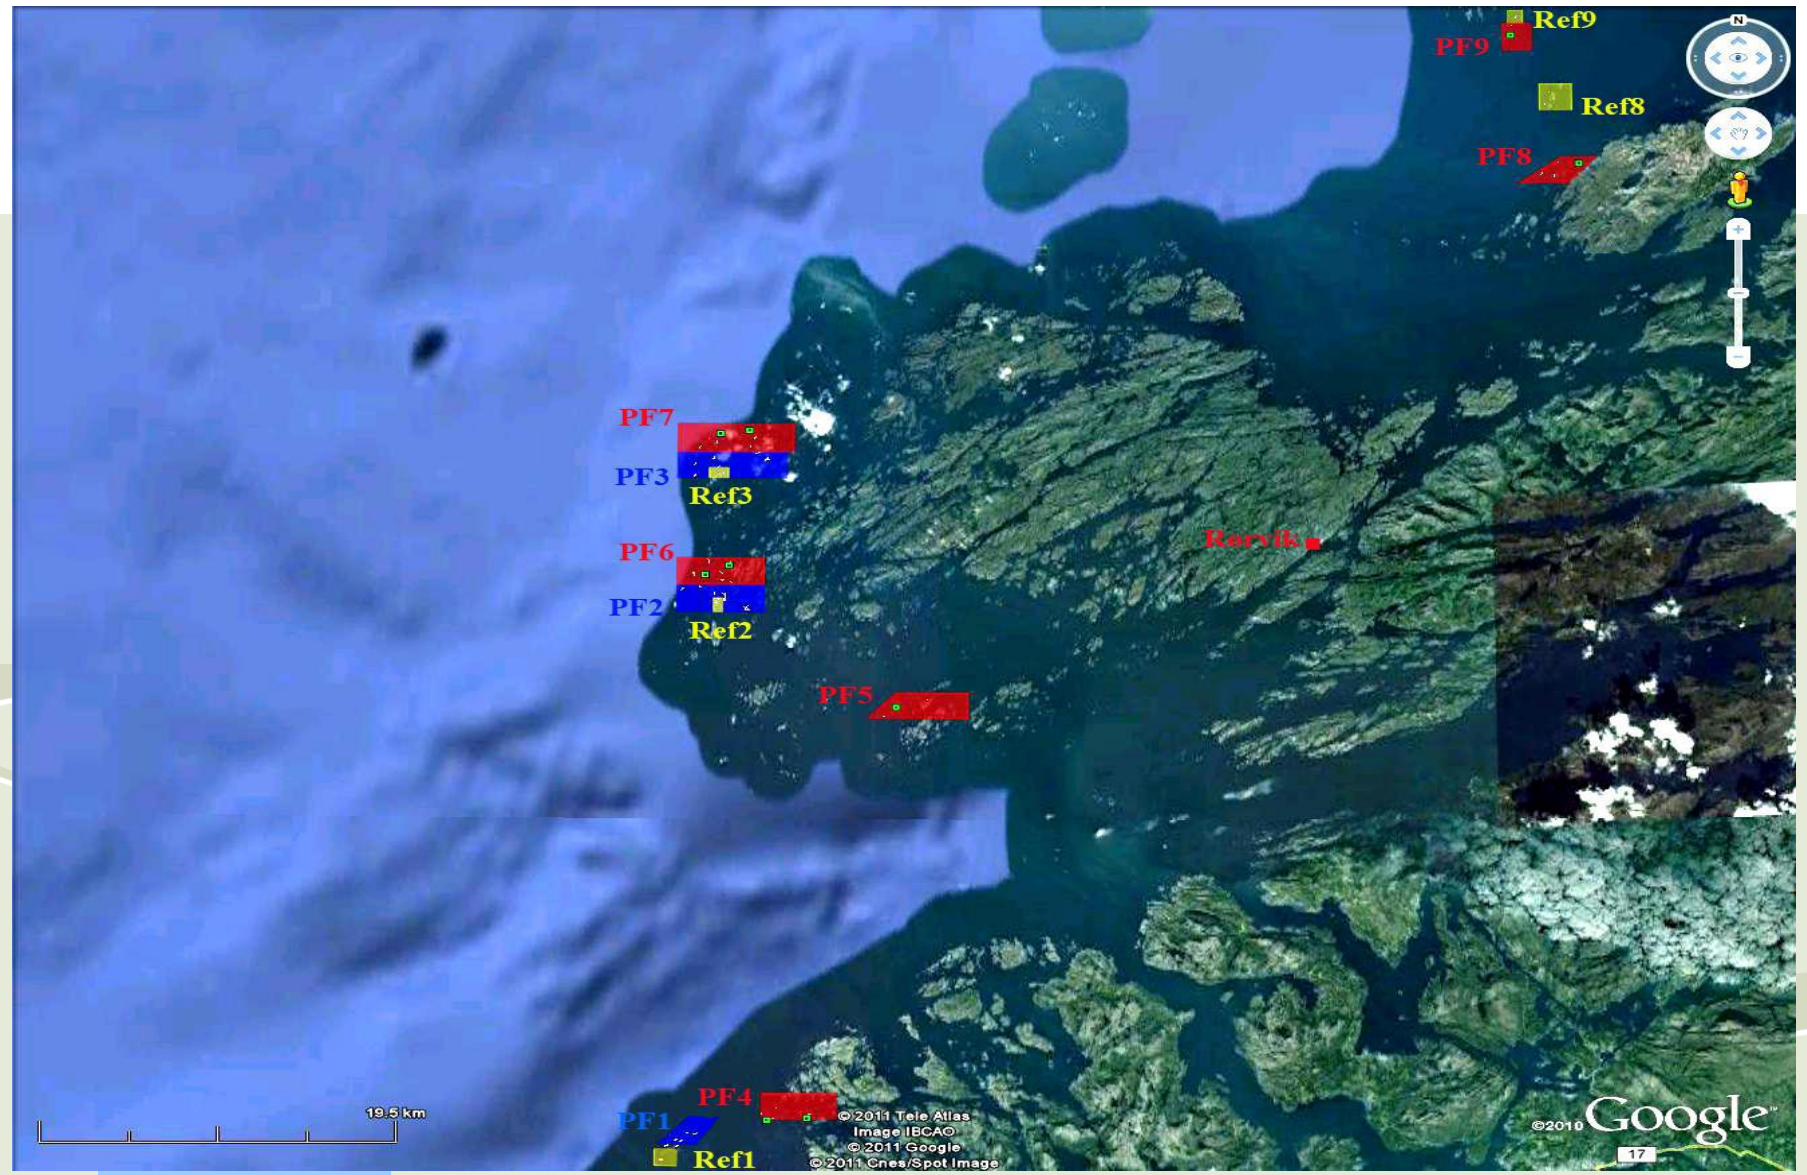 Ref9
PF9
N
Ref8
PF8
PF7
PF3
Ref3
Rørvik
PF6
PF2
Ref2
PF5
19.5 km
PF4
PF1
Ref1
© 2011 Tele Atlas
Image IBCAO
© 2011 Google
© 2011 Cnes/Spot Image
©2010 Google™
17